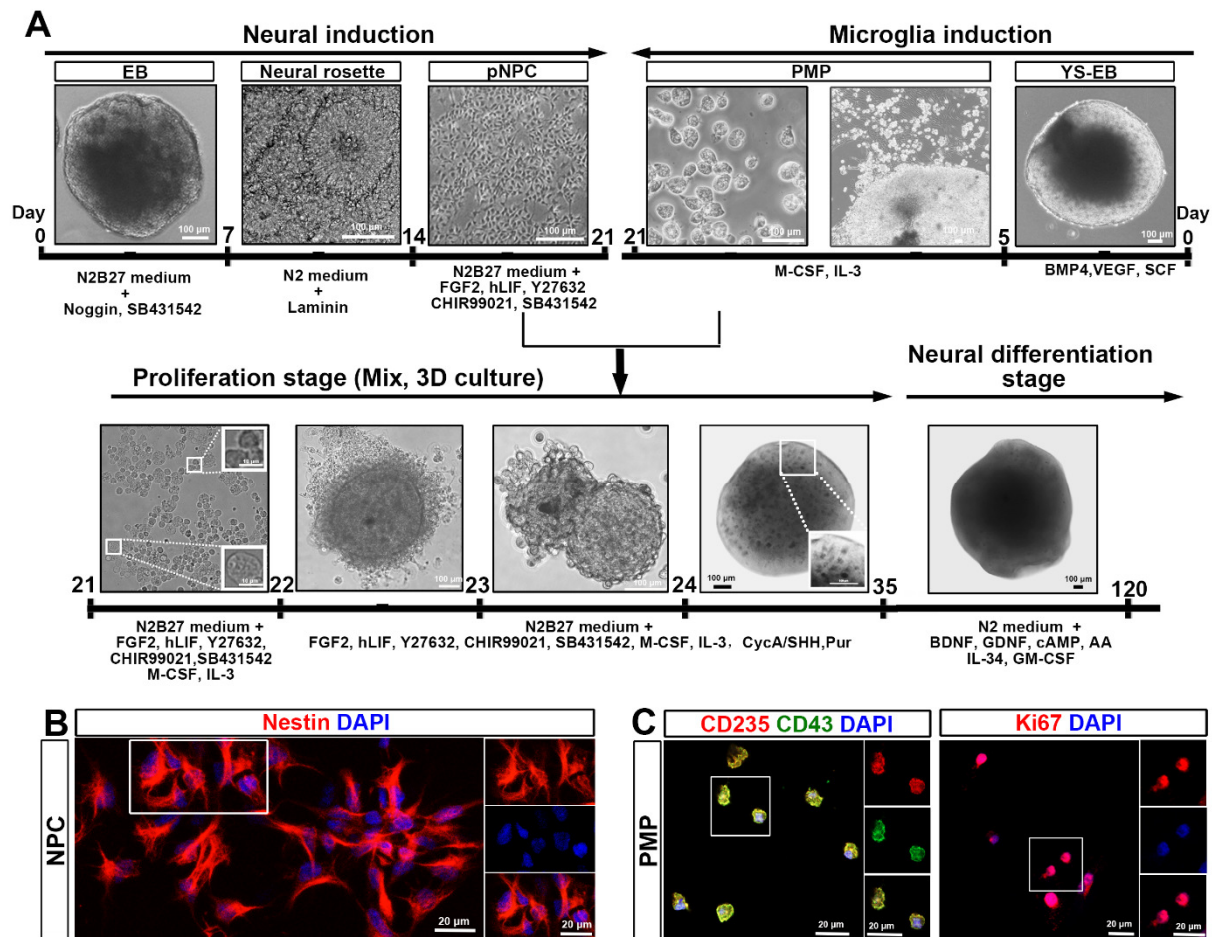 A
Neural induction
Microglia induction
EB
Neural rosette
pNPC
PMP
YS-EB
100 µm
100 µm
100 µm
100 µm
100 µm
Day
0
7
14
21
21
5
Day
0
N2B27 medium
+
Noggin, SB431542
N2 medium
+
Laminin
N2B27 medium +
FGF2, hLIF, Y27632
CHIR99021, SB431542
M-CSF, IL-3
BMP4,VEGF, SCF
Proliferation stage (Mix, 3D culture)
Neural differentiation
stage
10 µm
10 µm
100 µm
100 µm
100 µm
100 µm
21
22
23
24
35
120
N2B27 medium +
FGF2, hLIF, Y27632,
CHIR99021,SB431542
M-CSF, IL-3
N2B27 medium +
FGF2, hLIF, Y27632, CHIR99021, SB431542, M-CSF, IL-3, CycA/SHH,Pur
N2 medium +
BDNF, GDNF, cAMP, AA
IL-34, GM-CSF
B
Nestin DAPI
NPC
20 µm
20 µm
C
CD235 CD43 DAPI
Ki67 DAPI
PMP
20 µm
20 µm
20 µm
20 µm